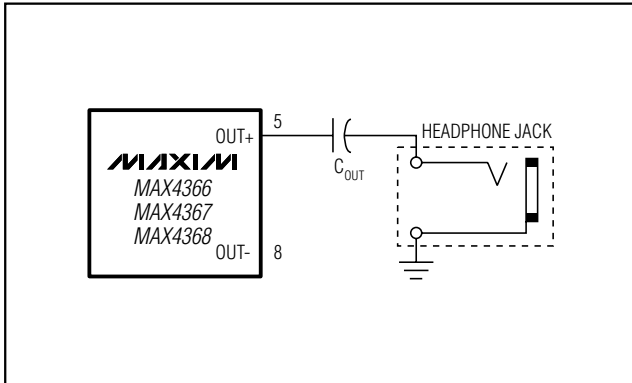 5
OUT+
HEADPHONE JACK
MAXIM
C_OUT
MAX4366
MAX4367
MAX4368
OUT-
8